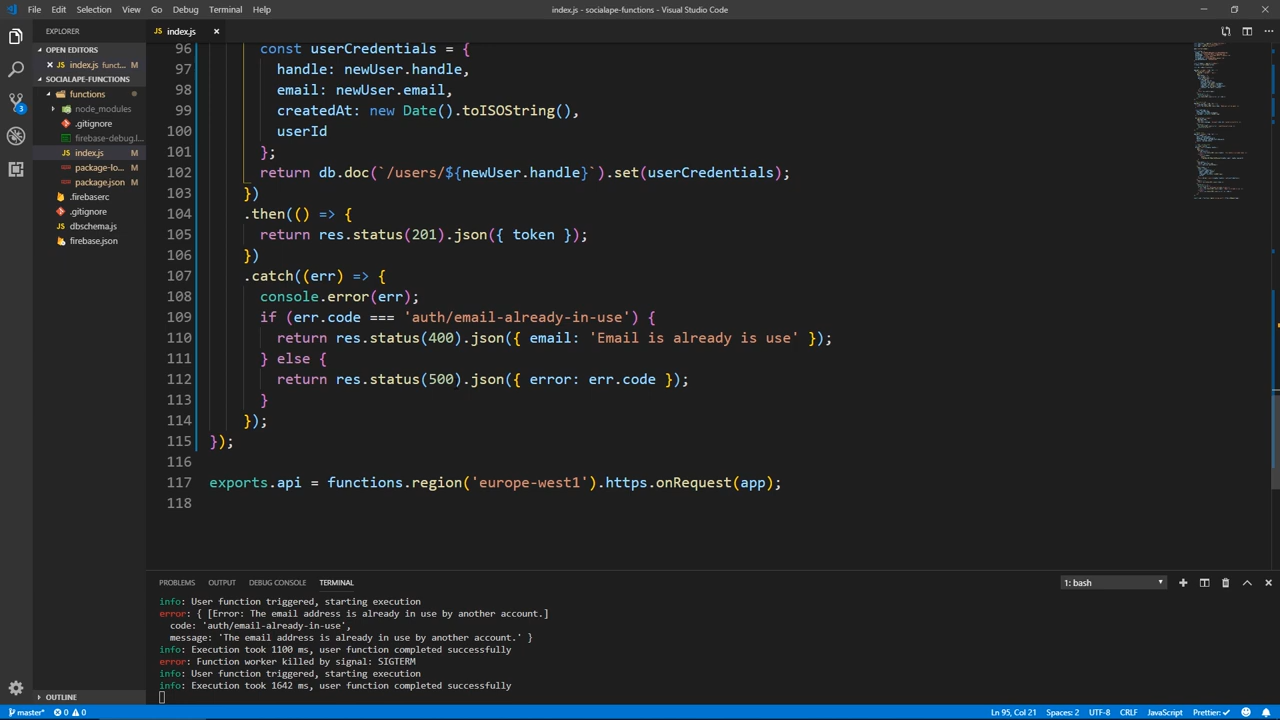 File Edit Selection View Go Debug Terminal Help
index.js - socialape-functions - Visual Studio Code
EXPLORER
OPEN EDITORS
index.js funct... M
SOCIALAPE-FUNCTIONS
functions
node_modules
.gitignore
firebase-debug.l...
index.js M
package-lo... M
package.json M
.firebaserc
.gitignore
dbschema.js
firebase.json
OUTLINE
index.js
96 const userCredentials = {
97 handle: newUser.handle,
98 email: newUser.email,
99 createdAt: new Date().toISOString(),
100 userId
101 };
102 return db.doc(`/users/${newUser.handle}`).set(userCredentials);
103 })
104 .then(() => {
105 return res.status(201).json({ token });
106 })
107 .catch((err) => {
108 console.error(err);
109 if (err.code === 'auth/email-already-in-use') {
110 return res.status(400).json({ email: 'Email is already is use' });
111 } else {
112 return res.status(500).json({ error: err.code });
113 }
114 });
115 });
116
117 exports.api = functions.region('europe-west1').https.onRequest(app);
118
PROBLEMS OUTPUT DEBUG CONSOLE TERMINAL
1: bash
info: User function triggered, starting execution
error: { [Error: The email address is already in use by another account.]
code: 'auth/email-already-in-use',
message: 'The email address is already in use by another account.' }
info: Execution took 1100 ms, user function completed successfully
error: Function worker killed by signal: SIGTERM
info: User function triggered, starting execution
info: Execution took 1642 ms, user function completed successfully
3
master* 0 0
Ln 95, Col 21 Spaces: 2 UTF-8 CRLF JavaScript Prettier: ✓